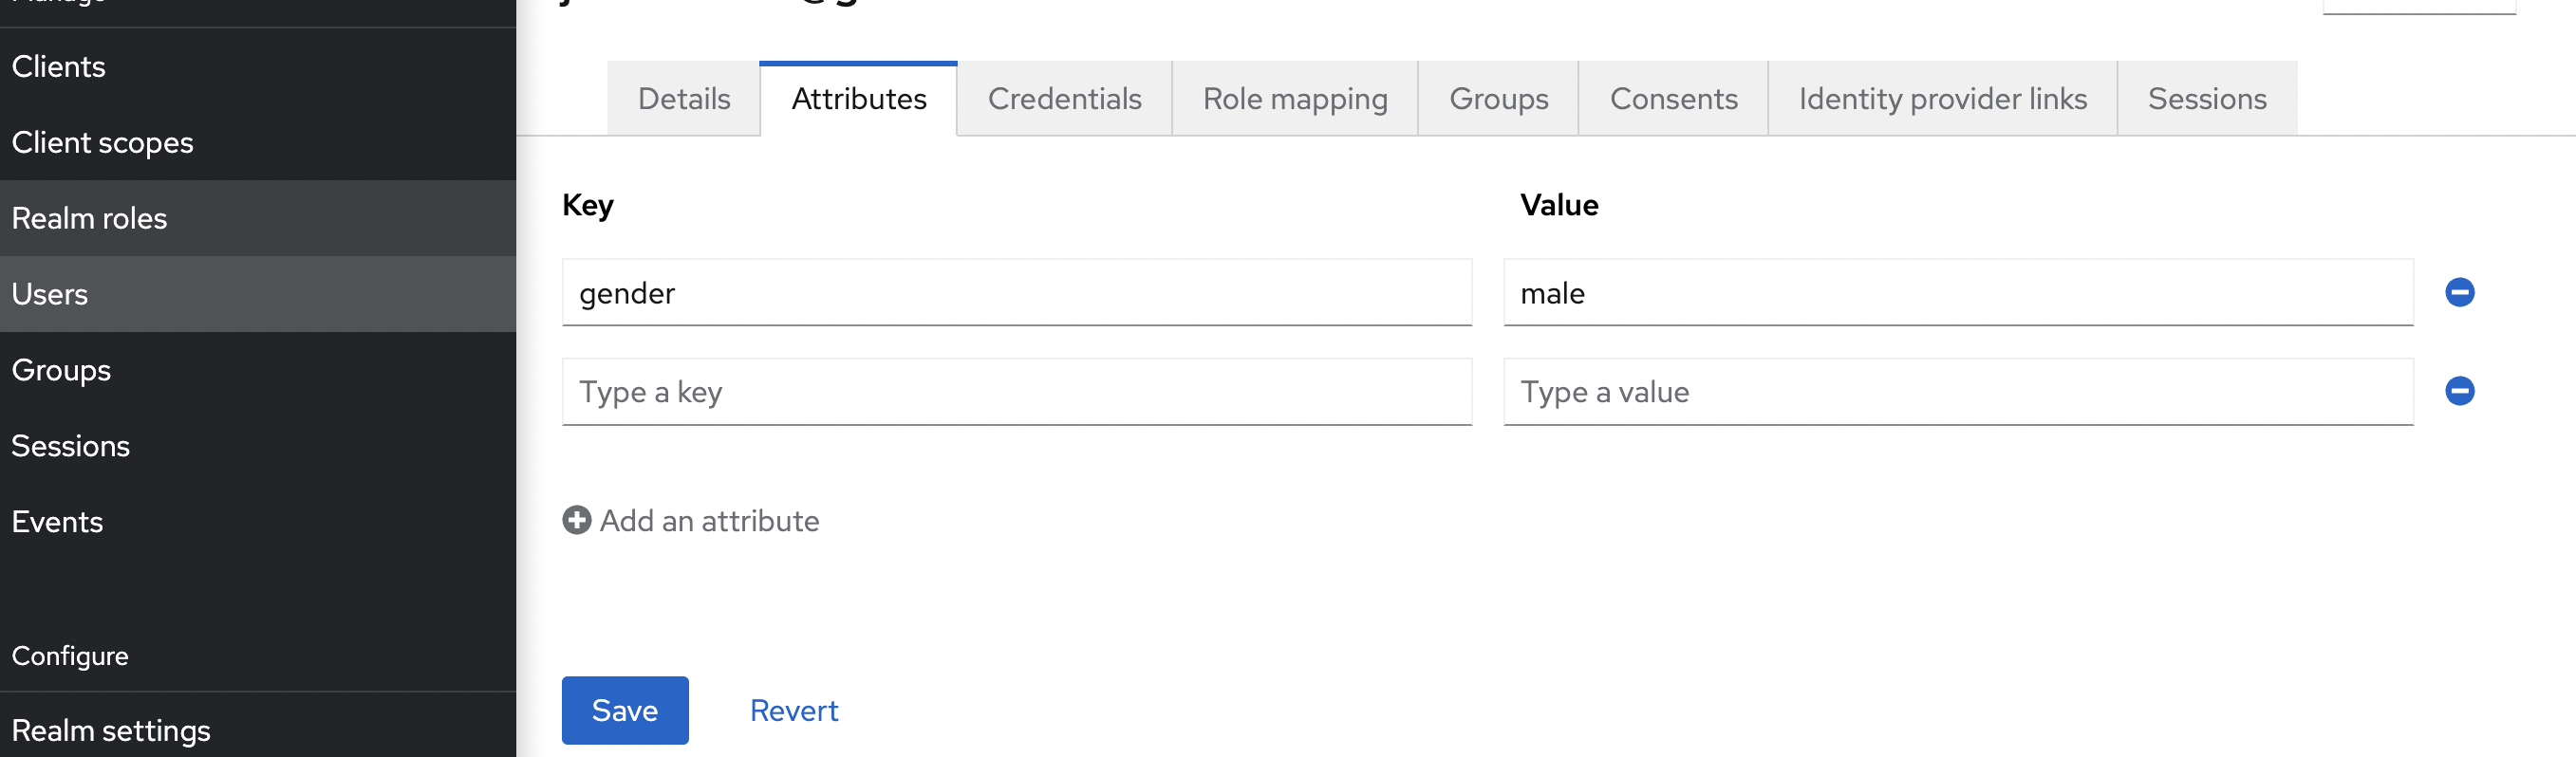 Manage
Clients
Client scopes
Realm roles
Users
Groups
Sessions
Events
Configure
Realm settings
Details Attributes Credentials Role mapping Groups Consents Identity provider links Sessions
Key Value
gender male
Type a key Type a value
Add an attribute
Save Revert